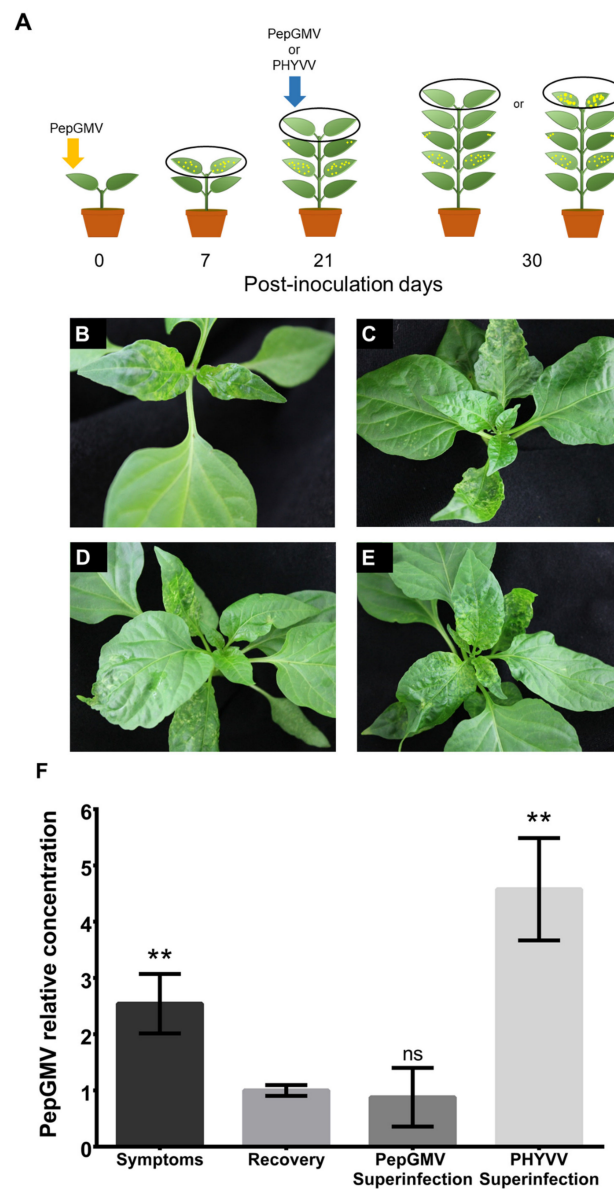 A
PepGMV
PepGMV
or
PHYVV
or
0 7 21 30
Post-inoculation days
B
C
D
E
F
PepGMV relative concentration
6
5
4
3
2
1
0
**
ns
**
Symptoms Recovery PepGMV Superinfection PHYVV Superinfection